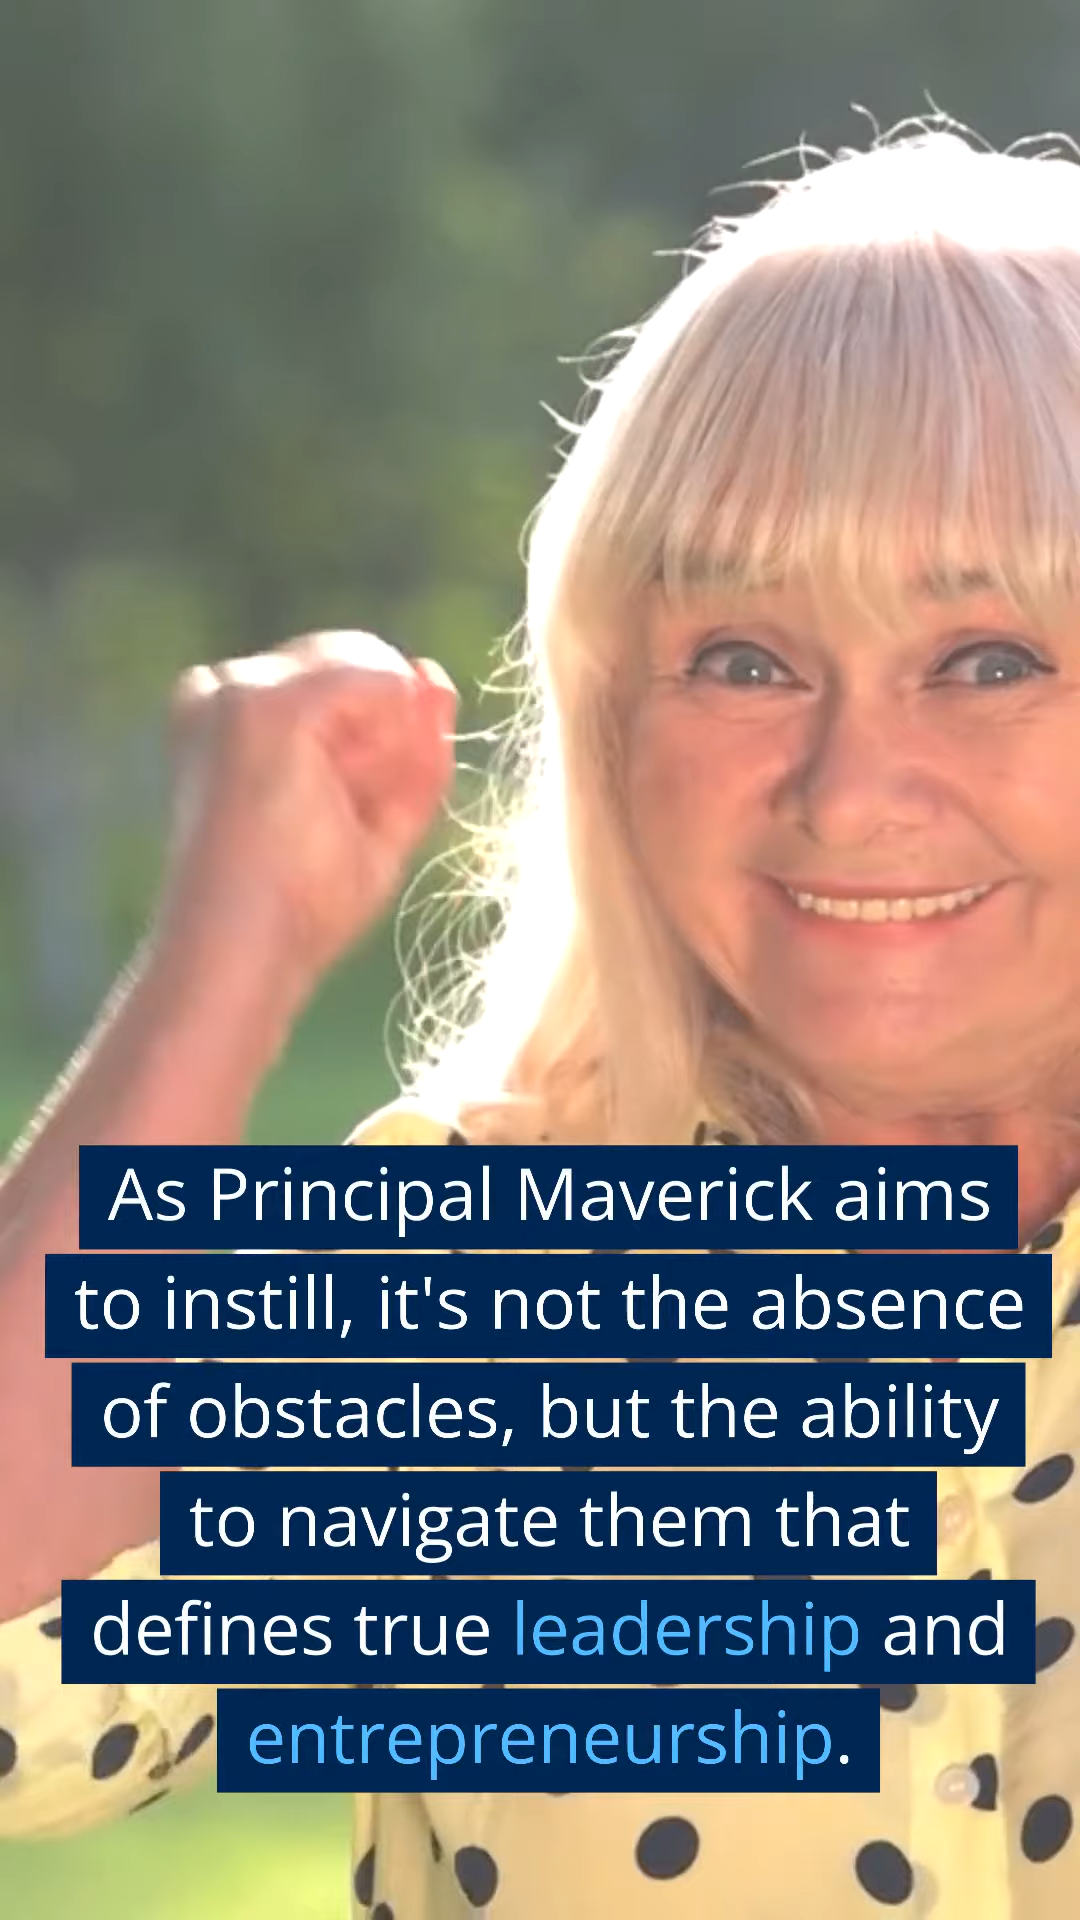 As Principal Maverick aims
to instill, it's not the absence
of obstacles, but the ability
to navigate them that
defines true leadership and
entrepreneurship.